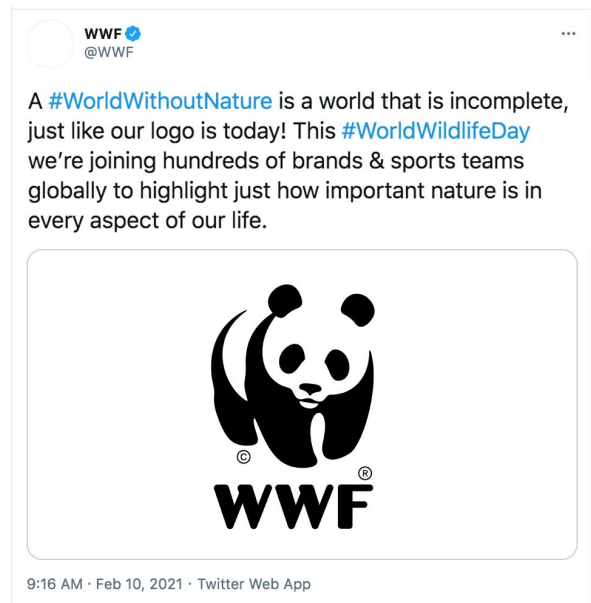 WWF
@WWF
A #WorldWithoutNature is a world that is incomplete,
just like our logo is today! This #WorldWildlifeDay
we’re joining hundreds of brands & sports teams
globally to highlight just how important nature is in
every aspect of our life.
©
®
WWF
9:16 AM · Feb 10, 2021 · Twitter Web App